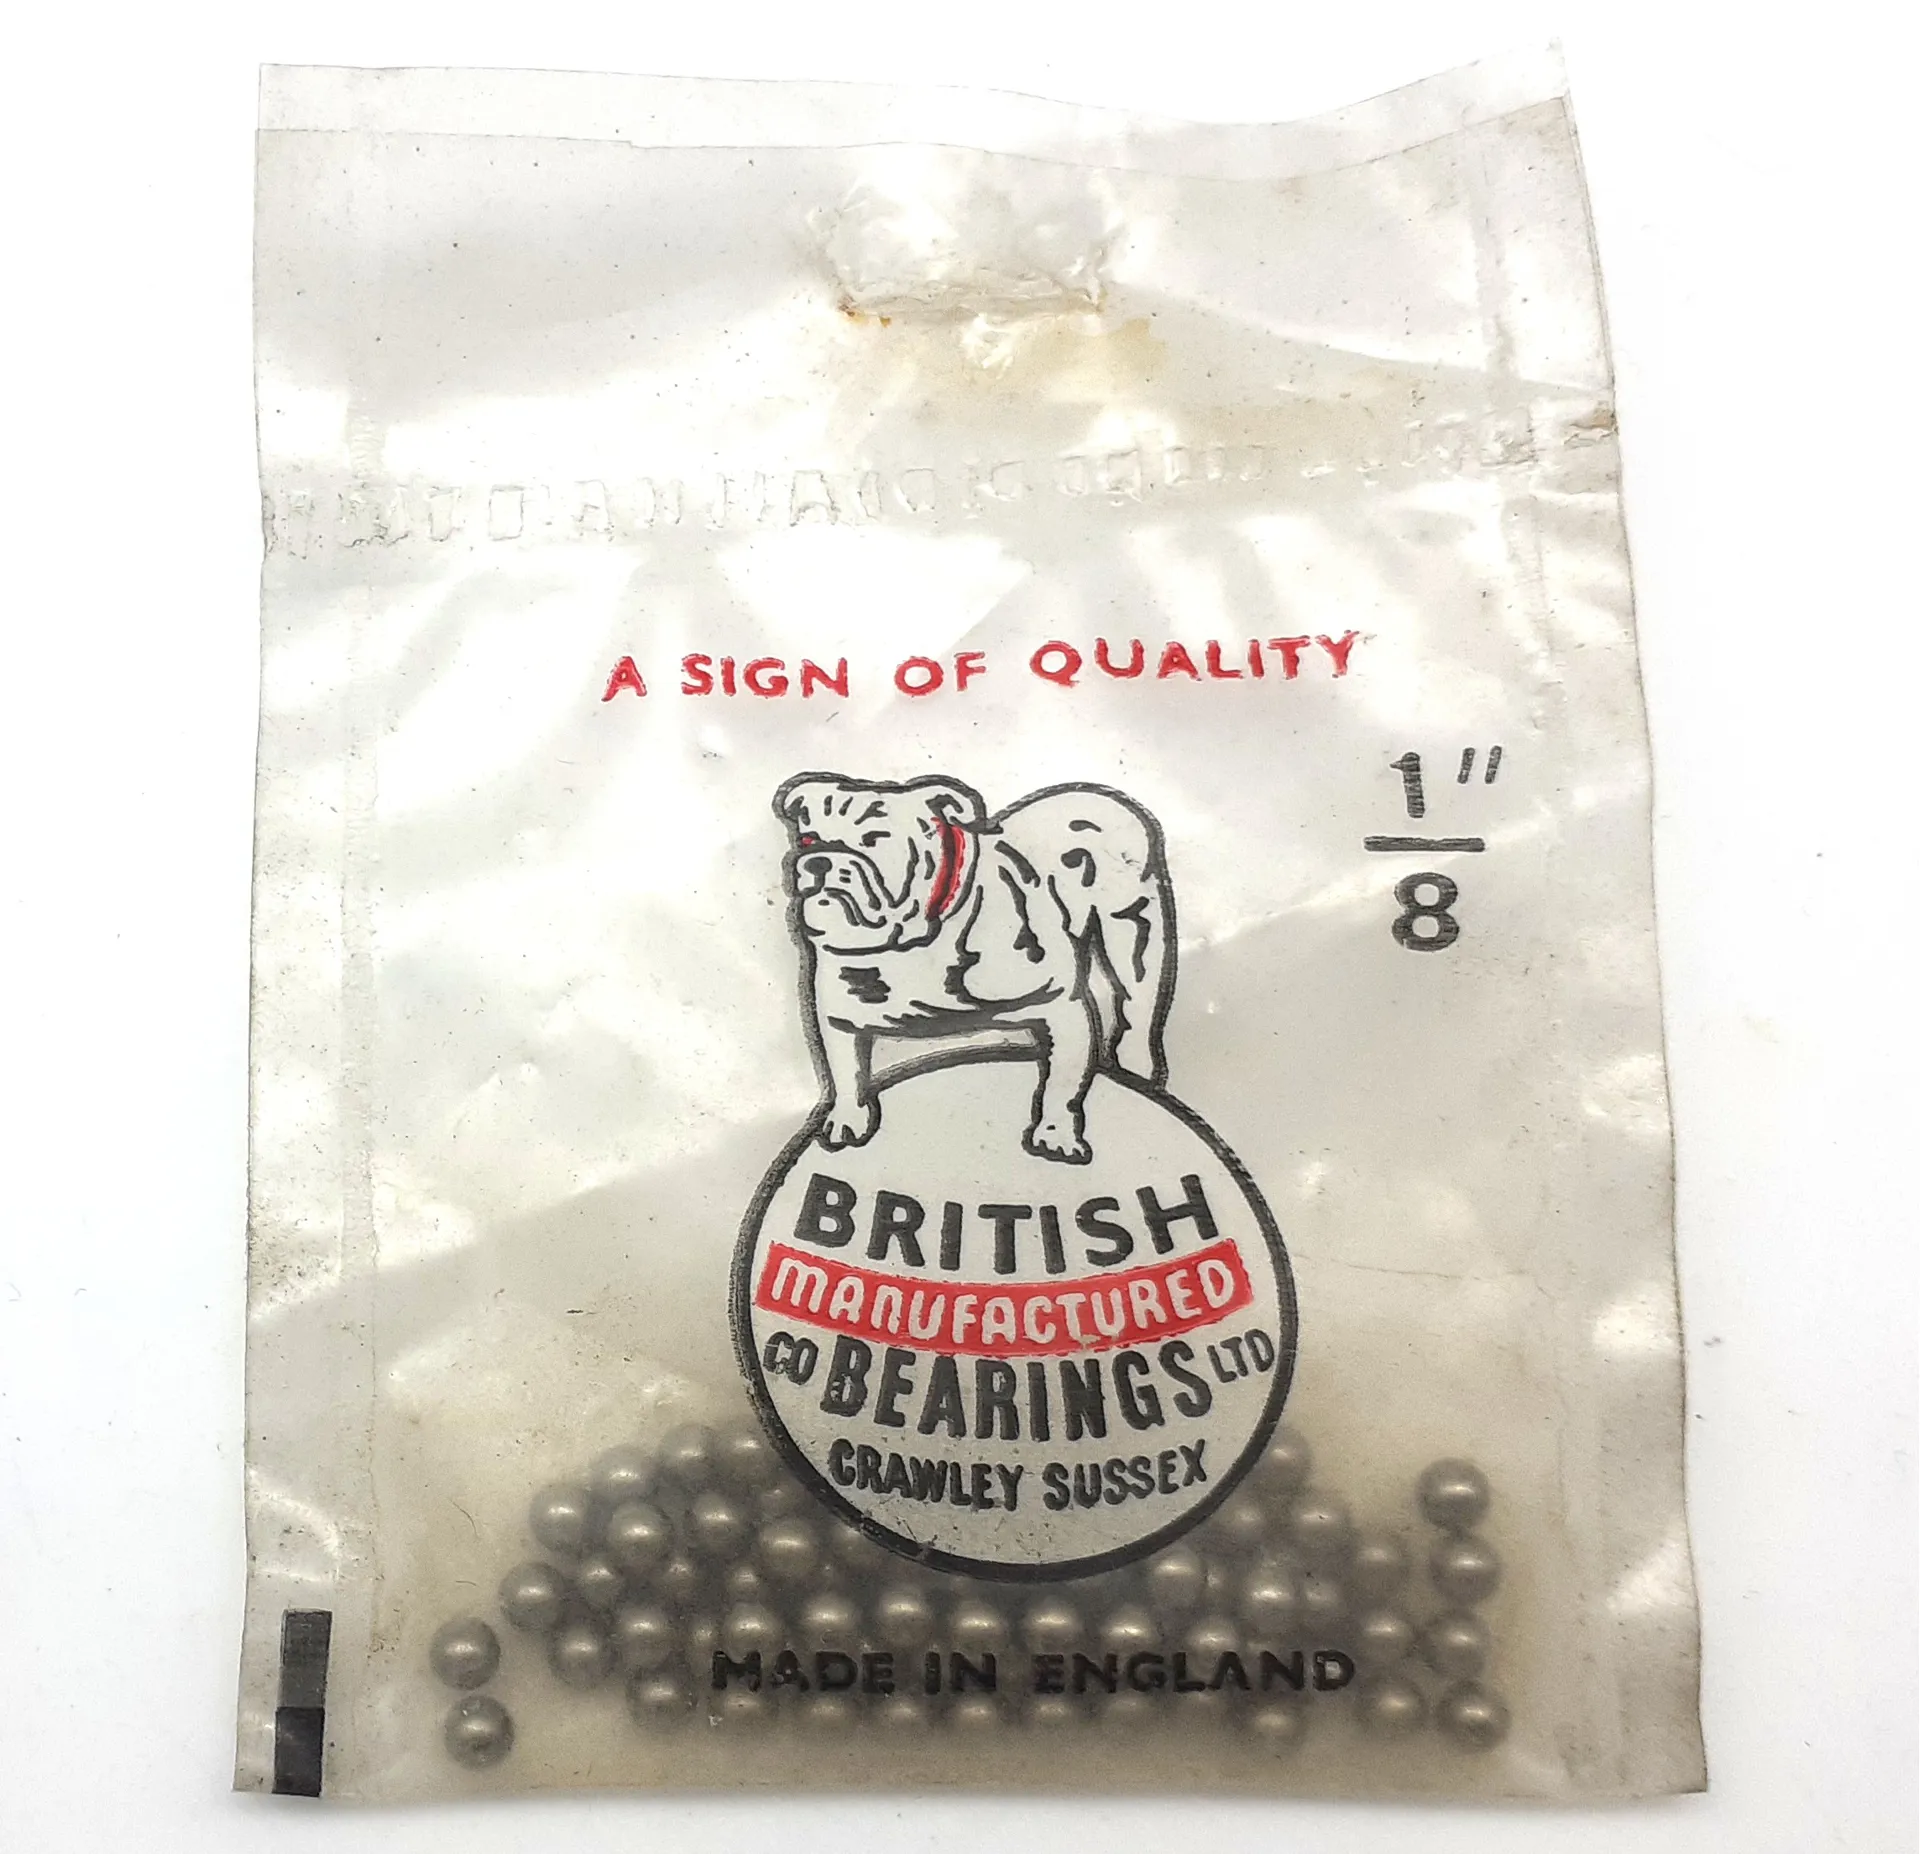 A SIGN OF QUALITY
1"
8
BRITISH
MANUFACTURED
CO BEARINGS LTD
CRAWLEY SUSSEX
MADE IN ENGLAND